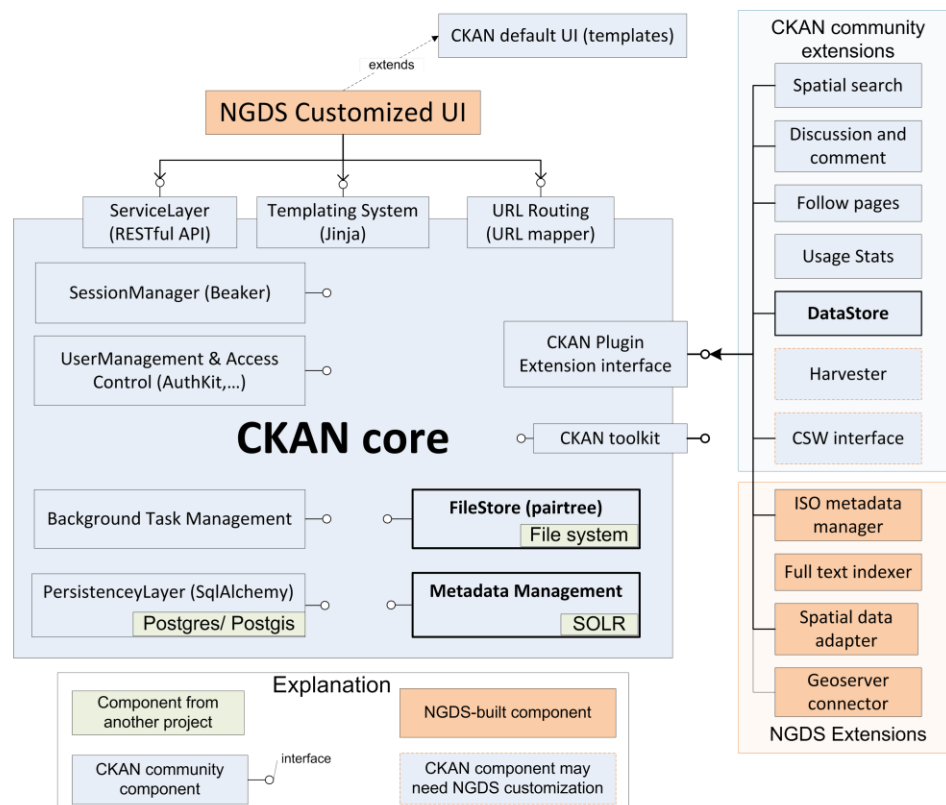 CKAN default UI (templates)
extends
NGDS Customized UI
ServiceLayer
(RESTful API)
Templating System
(Jinja)
URL Routing
(URL mapper)
SessionManager (Beaker)
UserManagement & Access
Control (AuthKit,...)
CKAN Plugin
Extension interface
CKAN core
CKAN toolkit
Background Task Management
FileStore (pairtree)
File system
PersistenceyLayer (SqlAlchemy)
Postgres/ Postgis
Metadata Management
SOLR
CKAN community
extensions
Spatial search
Discussion and
comment
Follow pages
Usage Stats
DataStore
Harvester
CSW interface
ISO metadata
manager
Full text indexer
Spatial data
adapter
Geoserver
connector
NGDS Extensions
Explanation
Component from
another project
NGDS-built component
CKAN community
component
interface
CKAN component may
need NGDS customization